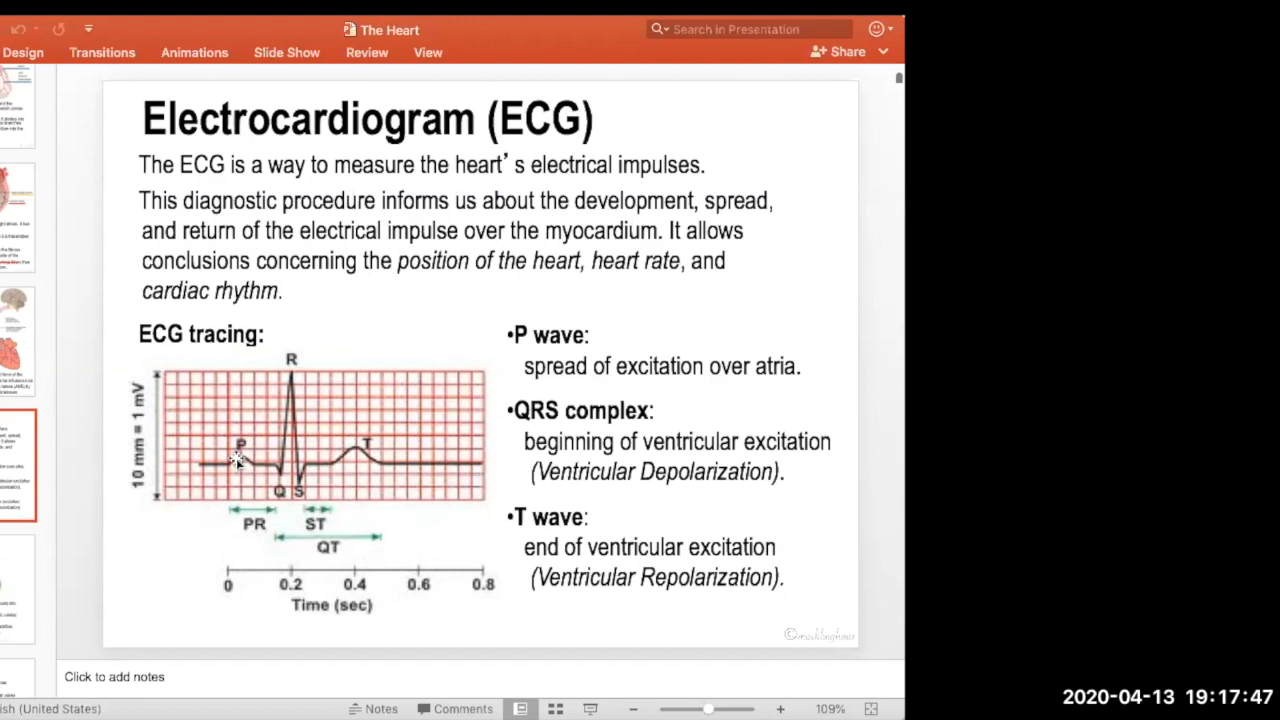 The Heart
Search in Presentation
Design
Transitions
Animations
Slide Show
Review
View
Share
Electrocardiogram (ECG)
The ECG is a way to measure the heart’ s electrical impulses.
This diagnostic procedure informs us about the development, spread,
and return of the electrical impulse over the myocardium. It allows
conclusions concerning the position of the heart, heart rate, and
cardiac rhythm.
ECG tracing:
R
10 mm = 1 mV
P
T
Q S
PR
ST
QT
0 0.2 0.4 0.6 0.8
Time (sec)
•P wave:
spread of excitation over atria.
•QRS complex:
beginning of ventricular excitation
(Ventricular Depolarization).
•T wave:
end of ventricular excitation
(Ventricular Repolarization).
Click to add notes
ish (United States)
Notes
Comments
109%
2020-04-13 19:17:47